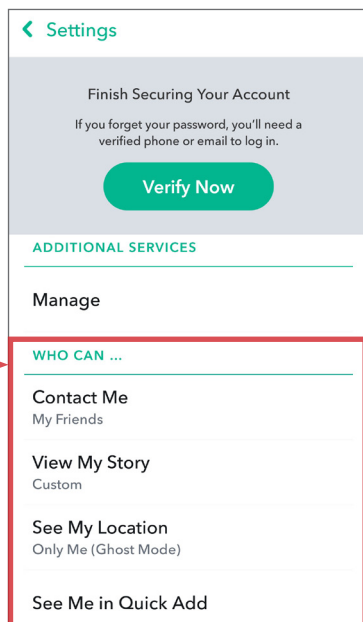 Settings
Finish Securing Your Account
If you forget your password, you'll need a
verified phone or email to log in.
Verify Now
ADDITIONAL SERVICES
Manage
WHO CAN ...
Contact Me
My Friends
View My Story
Custom
See My Location
Only Me (Ghost Mode)
See Me in Quick Add